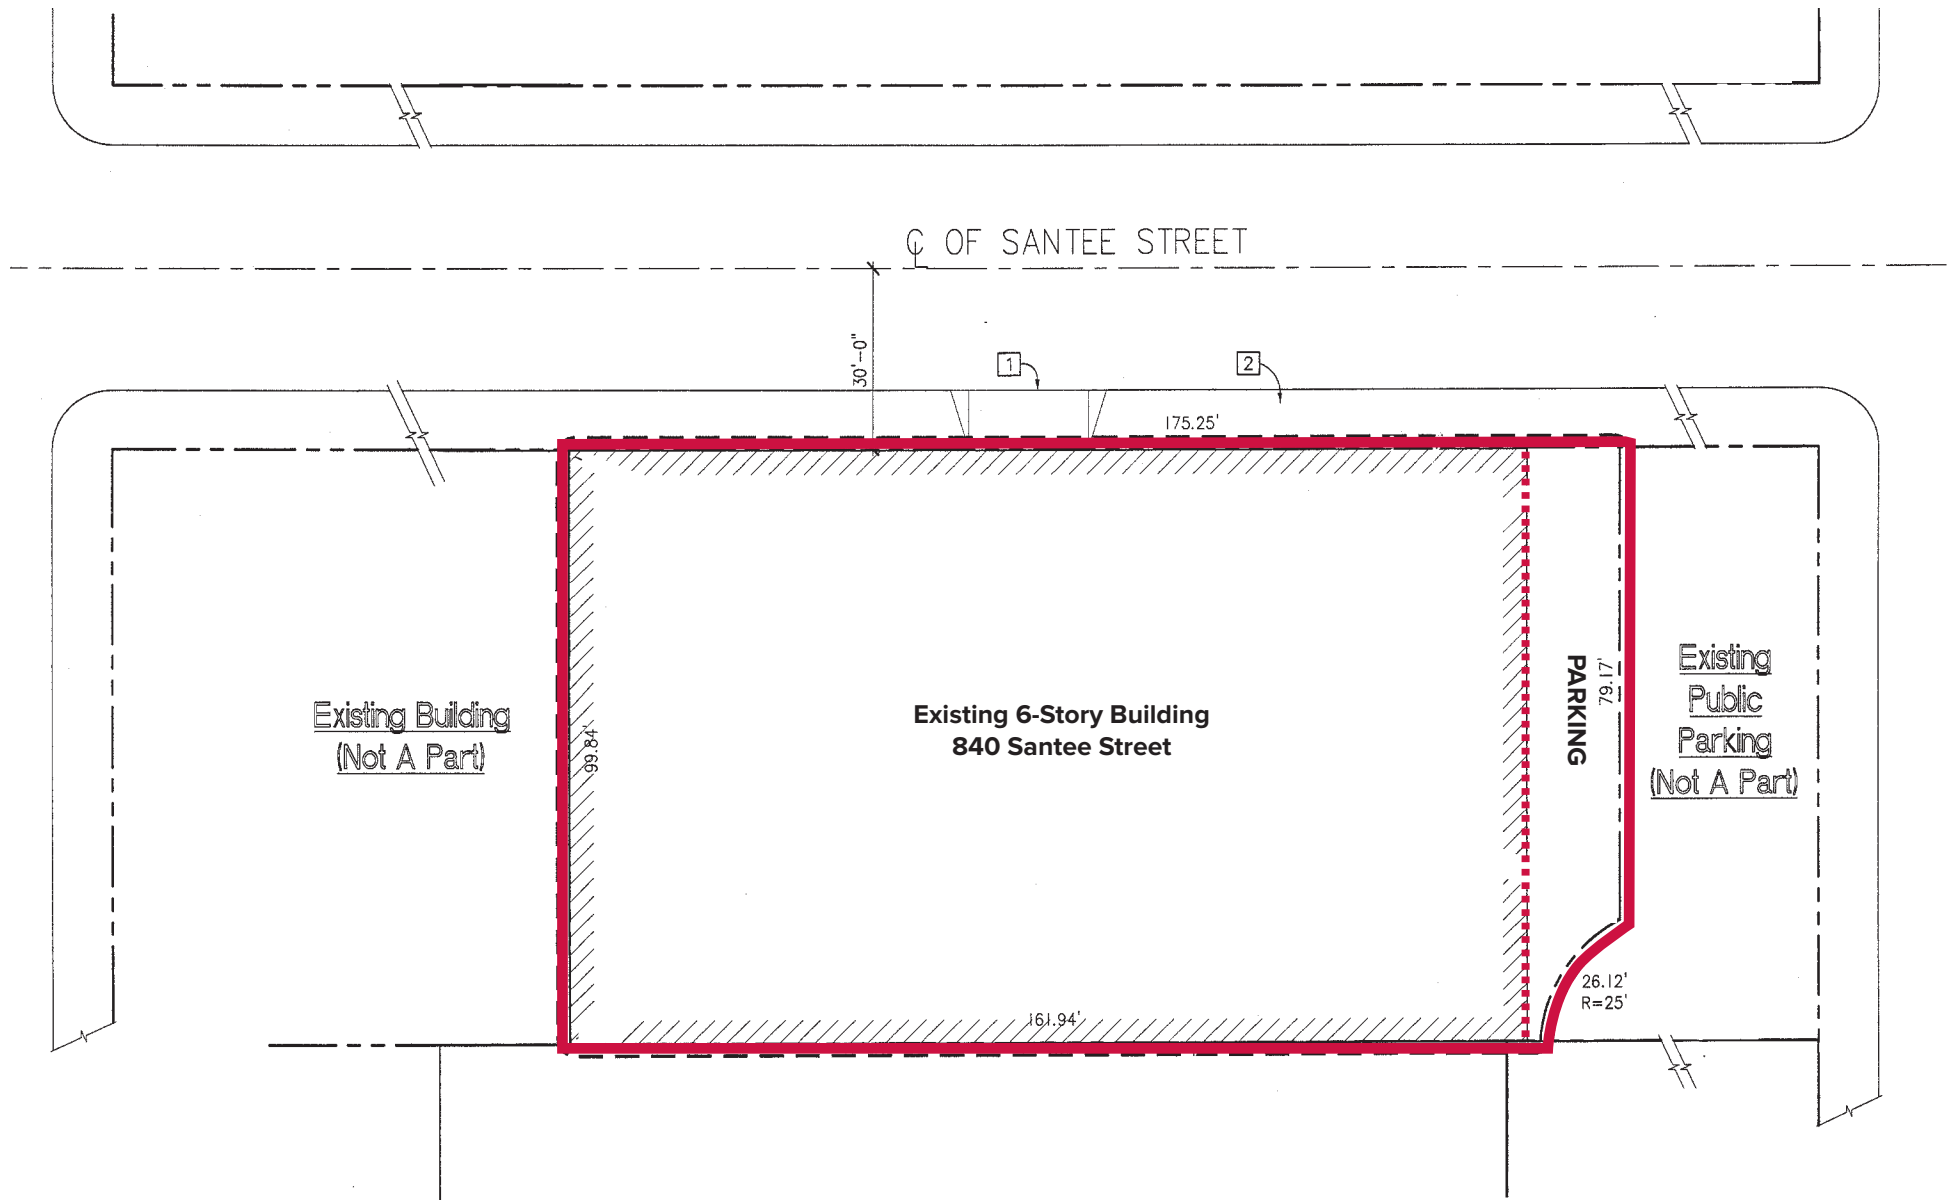 ℄ OF SANTEE STREET
30'-0"
1
2
175.25'
Existing Building
(Not A Part)
99.84'
Existing 6-Story Building
840 Santee Street
PARKING
79.17'
Existing
Public
Parking
(Not A Part)
26.12'
R=25'
161.94'